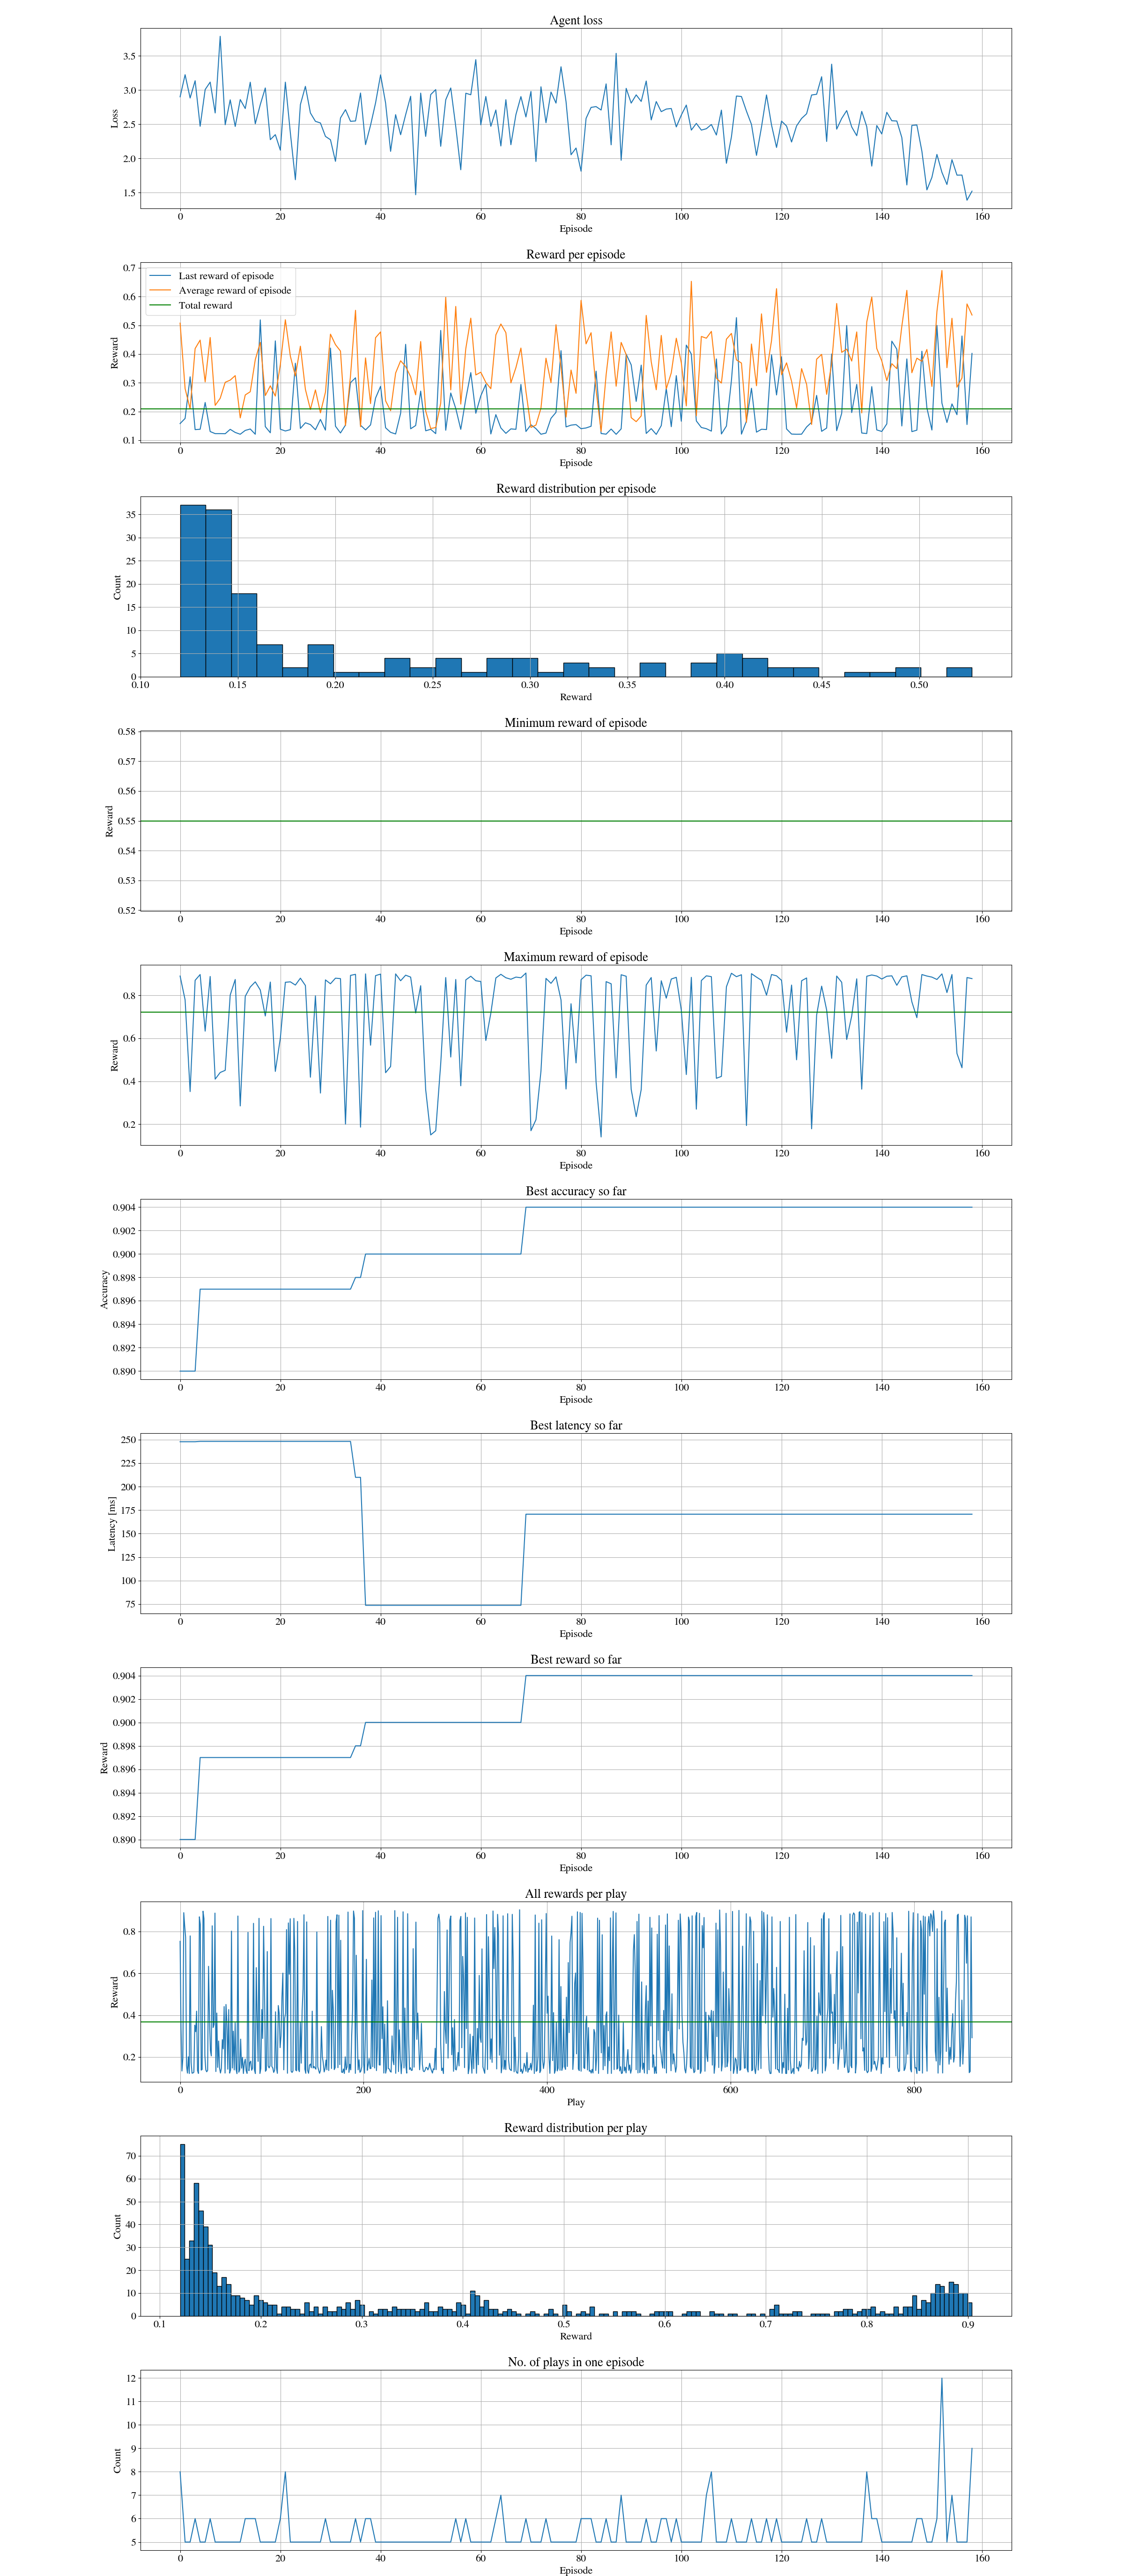 Agent loss
3.5
3.0
2.5
2.0
1.5
Loss
0 20 40 60 80 100 120 140 160
Episode
Reward per episode
Last reward of episode
Average reward of episode
Total reward
0.7
0.6
0.5
0.4
0.3
0.2
0.1
Reward
0 20 40 60 80 100 120 140 160
Episode
Reward distribution per episode
35
30
25
20
15
10
5
0
Count
0.10 0.15 0.20 0.25 0.30 0.35 0.40 0.45 0.50
Reward
Minimum reward of episode
0.58
0.57
0.56
0.55
0.54
0.53
0.52
Reward
0 20 40 60 80 100 120 140 160
Episode
Maximum reward of episode
0.8
0.6
0.4
0.2
Reward
0 20 40 60 80 100 120 140 160
Episode
Best accuracy so far
0.904
0.902
0.900
0.898
0.896
0.894
0.892
0.890
Accuracy
0 20 40 60 80 100 120 140 160
Episode
Best latency so far
250
225
200
175
150
125
100
75
Latency [ms]
0 20 40 60 80 100 120 140 160
Episode
Best reward so far
0.904
0.902
0.900
0.898
0.896
0.894
0.892
0.890
Reward
0 20 40 60 80 100 120 140 160
Episode
All rewards per play
0.8
0.6
0.4
0.2
Reward
0 200 400 600 800
Play
Reward distribution per play
70
60
50
40
30
20
10
0
Count
0.1 0.2 0.3 0.4 0.5 0.6 0.7 0.8 0.9
Reward
No. of plays in one episode
12
11
10
9
8
7
6
5
Count
0 20 40 60 80 100 120 140 160
Episode